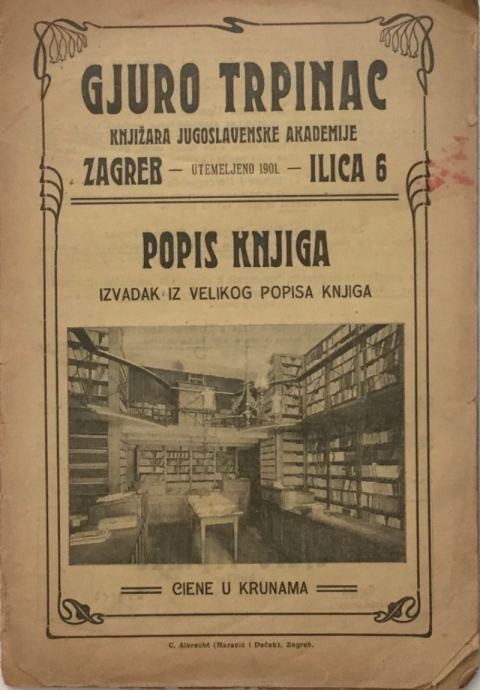 GJURO TRPINAC
KNJIŽARA JUGOSLAVENSKE AKADEMIJE
ZAGREB — UTEMELJENO 1901. — ILICA 6
POPIS KNJIGA
IZVADAK IZ VELIKOG POPISA KNJIGA
CIENE U KRUNAMA
C. Albrecht (Maravić i Dečak), Zagreb.